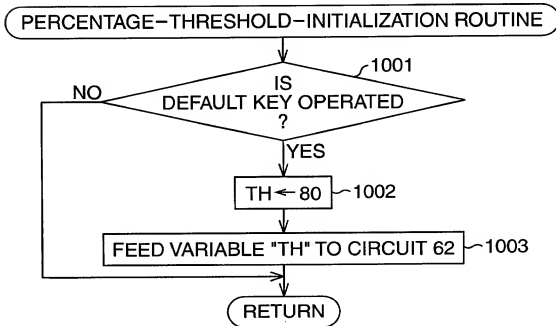 PERCENTAGE-THRESHOLD-INITIALIZATION ROUTINE
1001
IS
DEFAULT KEY OPERATED
?
NO
YES
TH ← 80
1002
FEED VARIABLE "TH" TO CIRCUIT 62
1003
RETURN